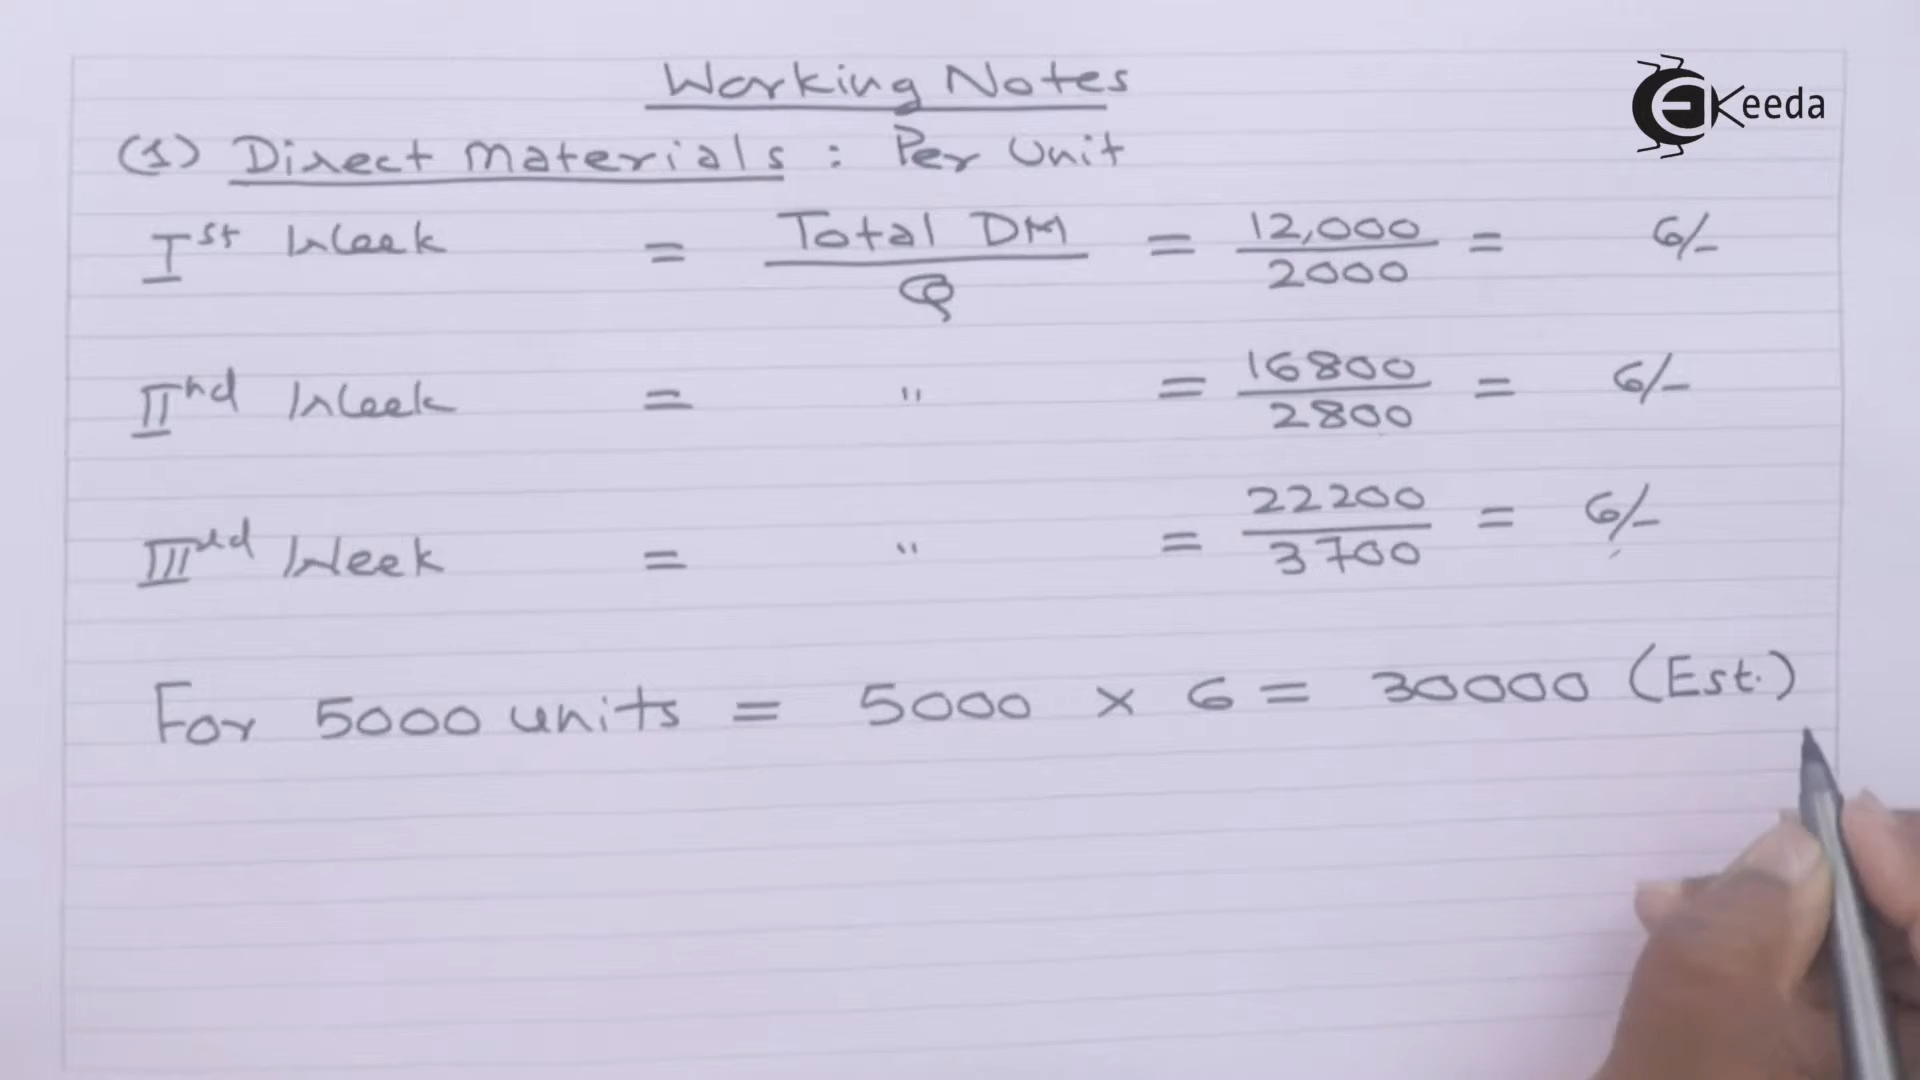 Working Notes
EKeeda
(1) Direct Materials : Per Unit
Ist Week = Total DM / Q = 12,000 / 2000 = 6/-
IInd Week = " = 16800 / 2800 = 6/-
IIIrd Week = " = 22200 / 3700 = 6/-
For 5000 units = 5000 × 6 = 30000 (Est.)